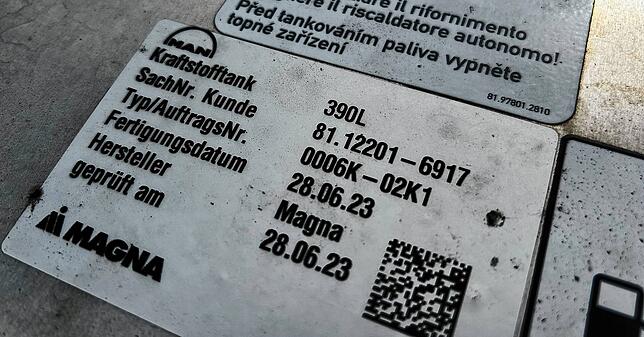 are il rifornimento
ere il riscaldatore autonomo!
Před tankováním paliva vypněte
topné zařízení
81.97801.2810
MAN
Kraftstofftank 390L
SachNr. Kunde 81.12201-6917
Typ/AuftragsNr. 0006K-02K1
Fertigungsdatum 28.06.23
Hersteller Magna
geprüft am 28.06.23
MAGNA